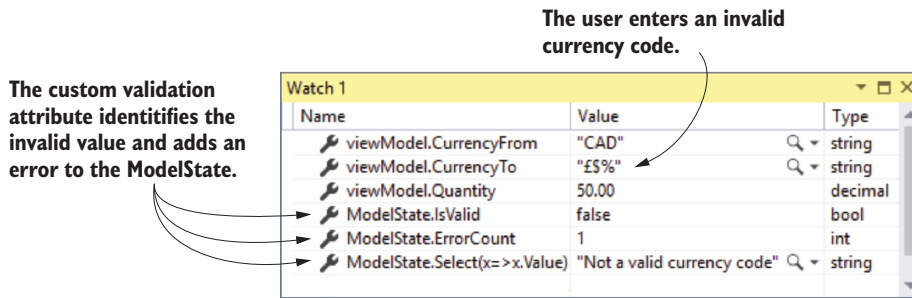 The user enters an invalid
currency code.
The custom validation
attribute identitifies the
invalid value and adds an
error to the ModelState.
Watch 1
Name Value Type
viewModel.CurrencyFrom "CAD" string
viewModel.CurrencyTo "£$%" string
viewModel.Quantity 50.00 decimal
ModelState.IsValid false bool
ModelState.ErrorCount 1 int
ModelState.Select(x=>x.Value) "Not a valid currency code" string